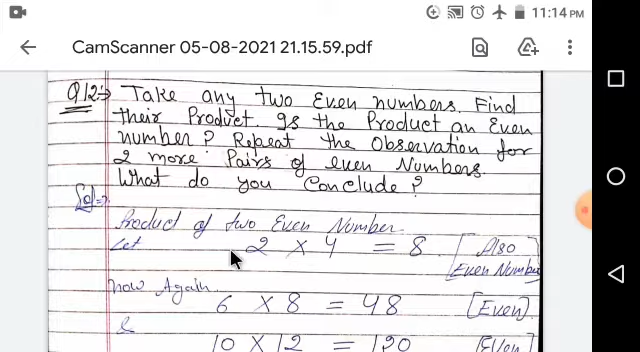 11:14 PM
CamScanner 05-08-2021 21.15.59.pdf
Q12:→ Take any two Even numbers. Find
their Product. Is the Product an Even
number? Repeat the Observation for
2 more Pairs of even Numbers.
What do you Conclude?
Sol→
Product of two Even Number.
Let 2 × 4 = 8 [Also
Even Number
Now Again
6 × 8 = 48 [Even]
&
10 × 12 = 120 [Even]